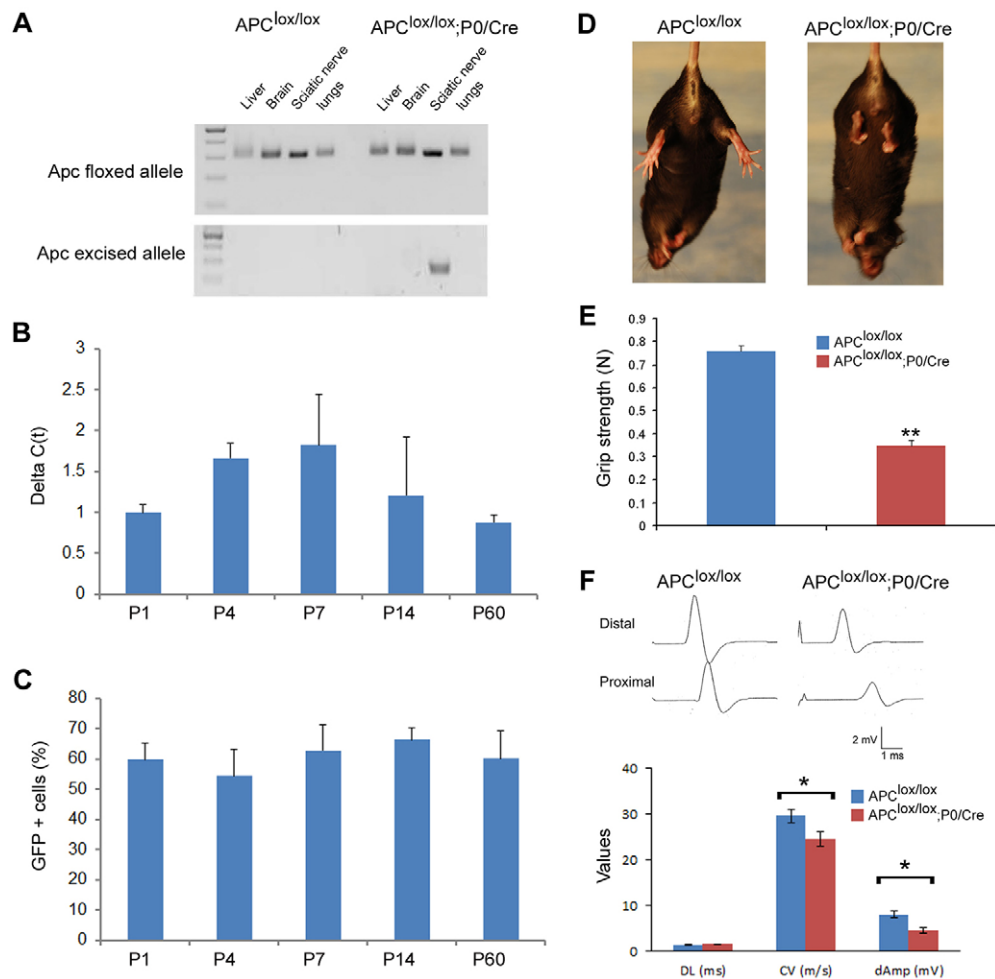 A
APC^lox/lox
APC^lox/lox;P0/Cre
Liver
Brain
Sciatic nerve
lungs
Liver
Brain
Sciatic nerve
lungs
Apc floxed allele
Apc excised allele
B
3
2.5
2
1.5
1
0.5
0
Delta C(t)
P1 P4 P7 P14 P60
C
80
70
60
50
40
30
20
10
0
GFP + cells (%)
P1 P4 P7 P14 P60
D
APC^lox/lox
APC^lox/lox;P0/Cre
E
0.9
0.8
0.7
0.6
0.5
0.4
0.3
0.2
0.1
0
Grip strength (N)
APC^lox/lox
APC^lox/lox;P0/Cre
**
F
APC^lox/lox
APC^lox/lox;P0/Cre
Distal
Proximal
2 mV
1 ms
40
30
20
10
0
Values
*
*
APC^lox/lox
APC^lox/lox;P0/Cre
DL (ms) CV (m/s) dAmp (mV)